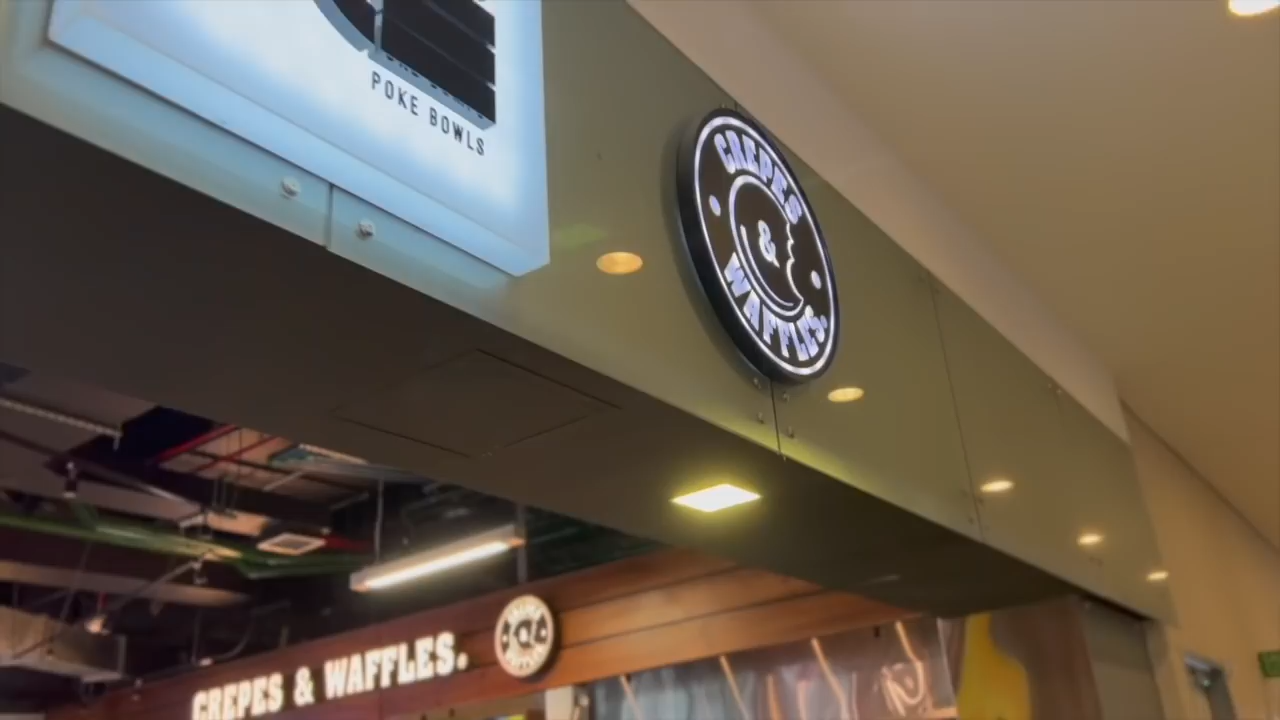 POKE BOWLS
CREPES
&
WAFFLES.
CREPES & WAFFLES.